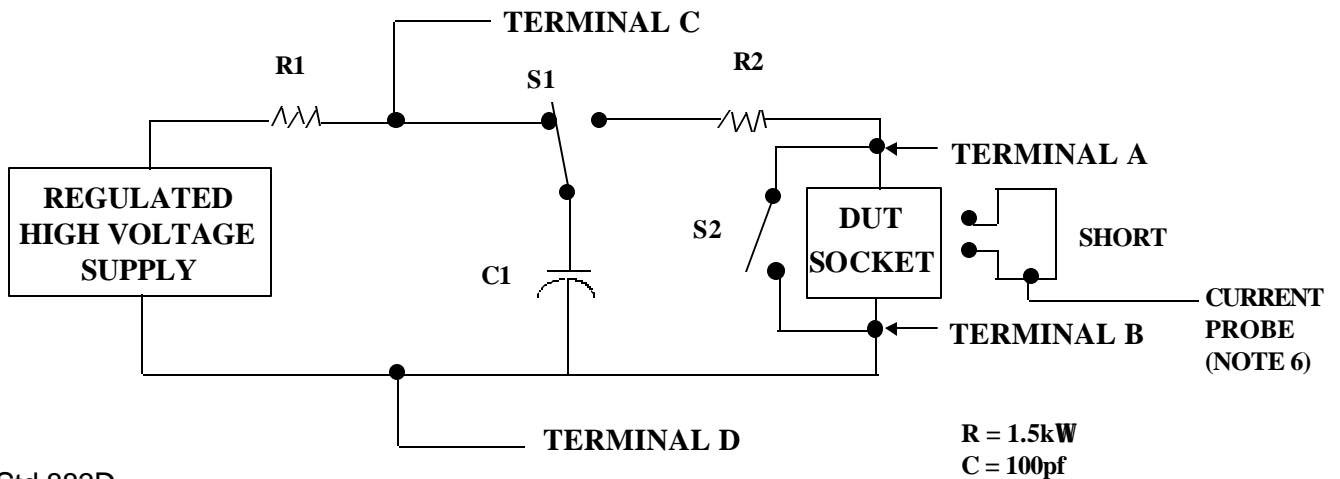 TERMINAL C
R1
S1
R2
TERMINAL A
REGULATED
HIGH VOLTAGE
SUPPLY
S2
DUT
SOCKET
SHORT
C1
CURRENT
PROBE
(NOTE 6)
TERMINAL B
TERMINAL D
R = 1.5kW
C = 100pf